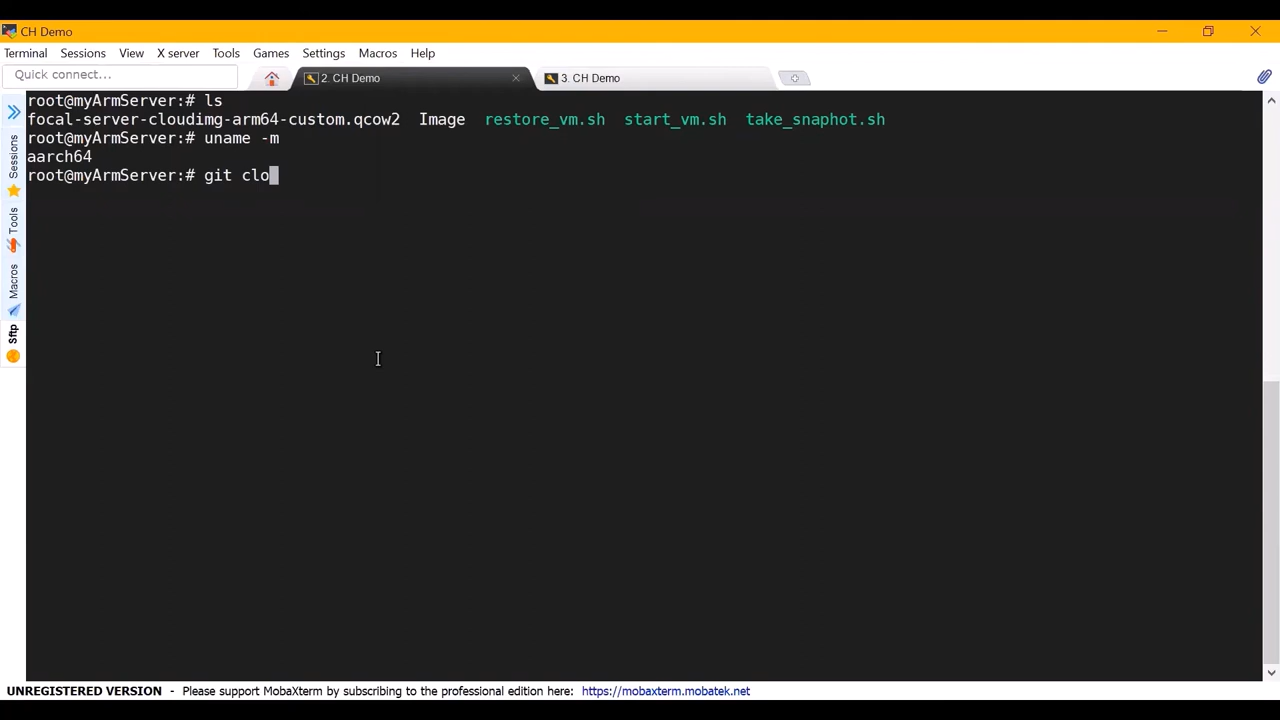 CH Demo
Terminal Sessions View X server Tools Games Settings Macros Help
Quick connect... 2. CH Demo 3. CH Demo
root@myArmServer:# ls
focal-server-cloudimg-arm64-custom.qcow2 Image restore_vm.sh start_vm.sh take_snaphot.sh
root@myArmServer:# uname -m
aarch64
root@myArmServer:# git clo
Sessions
Tools
Macros
Sftp
UNREGISTERED VERSION - Please support MobaXterm by subscribing to the professional edition here: https://mobaxterm.mobatek.net